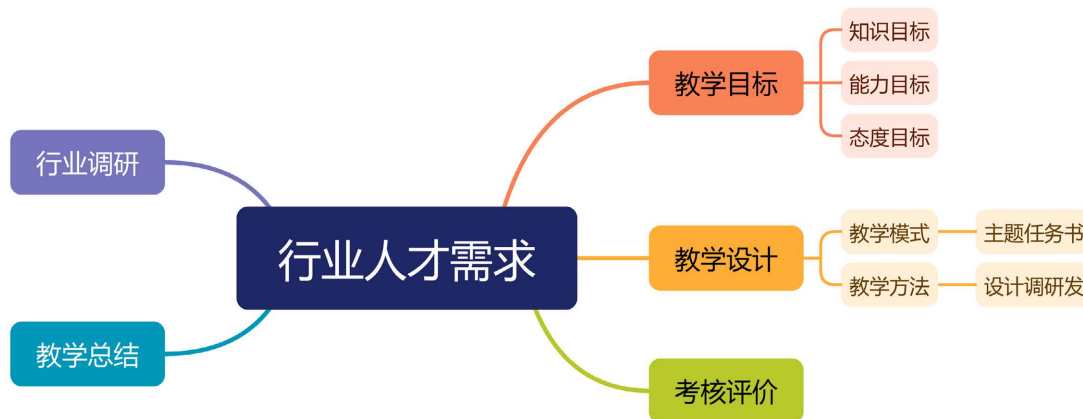 行业人才需求
教学目标
知识目标
能力目标
态度目标
教学设计
教学模式
主题任务书
教学方法
设计调研发
考核评价
行业调研
教学总结